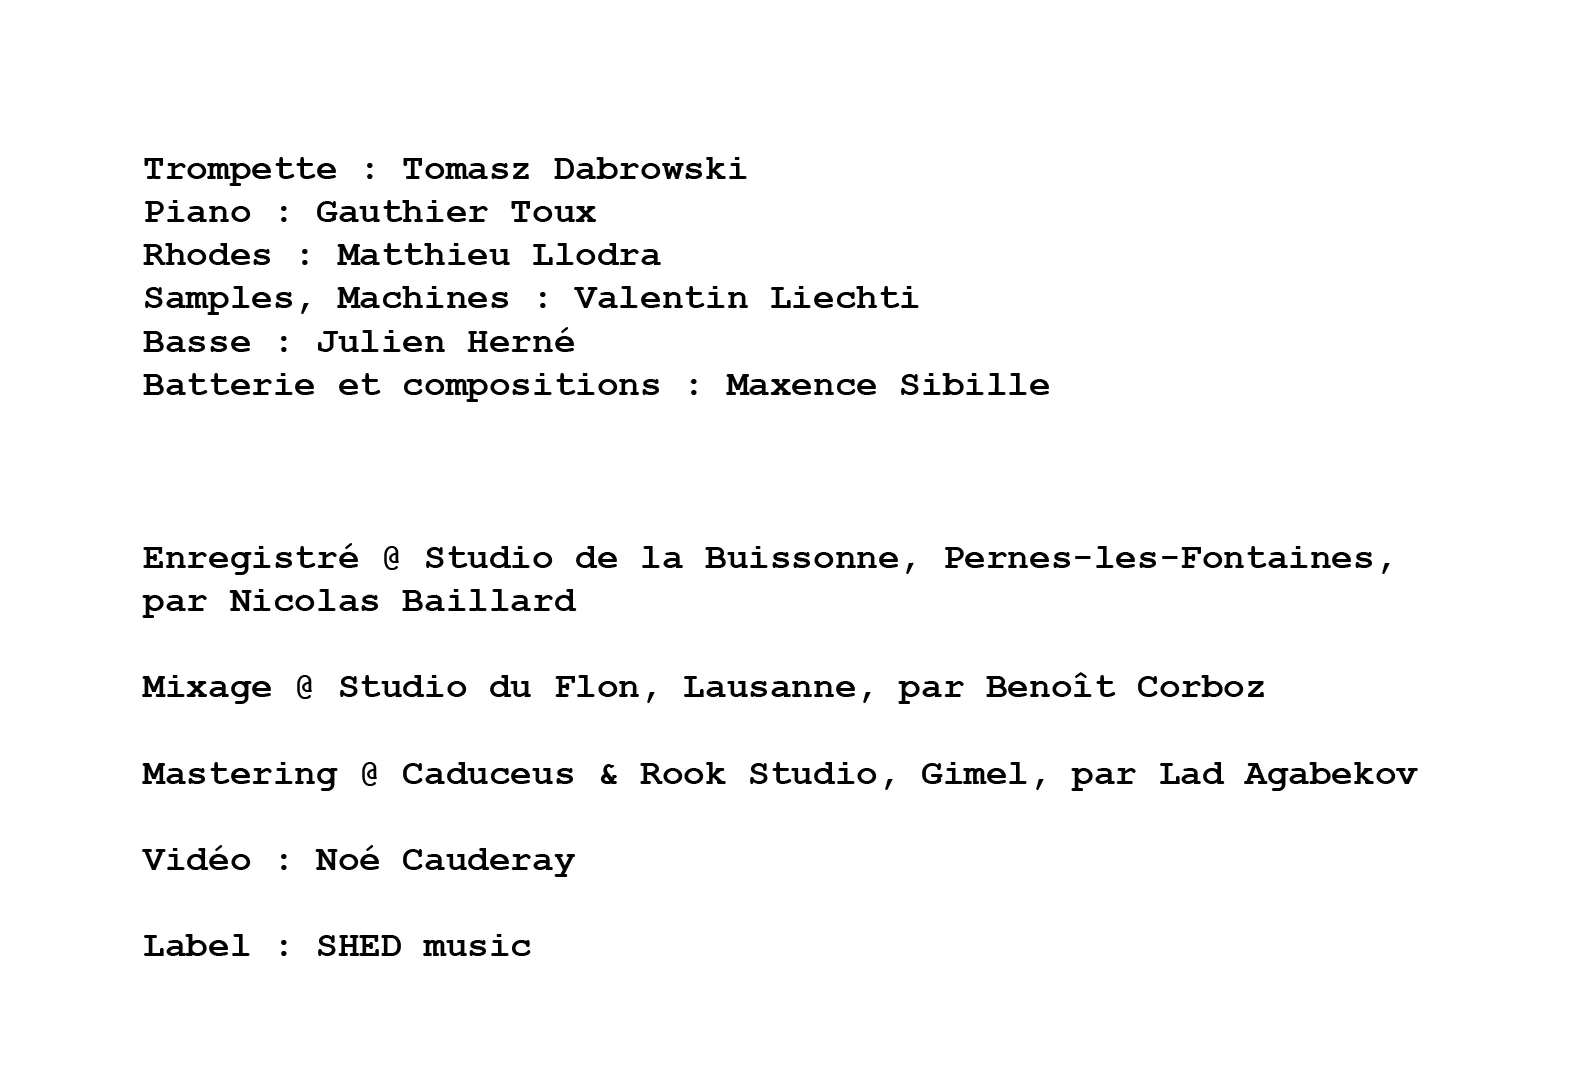 Trompette : Tomasz Dabrowski
Piano : Gauthier Toux
Rhodes : Matthieu Llodra
Samples, Machines : Valentin Liechti
Basse : Julien Herné
Batterie et compositions : Maxence Sibille
Enregistré @ Studio de la Buissonne, Pernes-les-Fontaines,
par Nicolas Baillard
Mixage @ Studio du Flon, Lausanne, par Benoît Corboz
Mastering @ Caduceus & Rook Studio, Gimel, par Lad Agabekov
Vidéo : Noé Cauderay
Label : SHED music